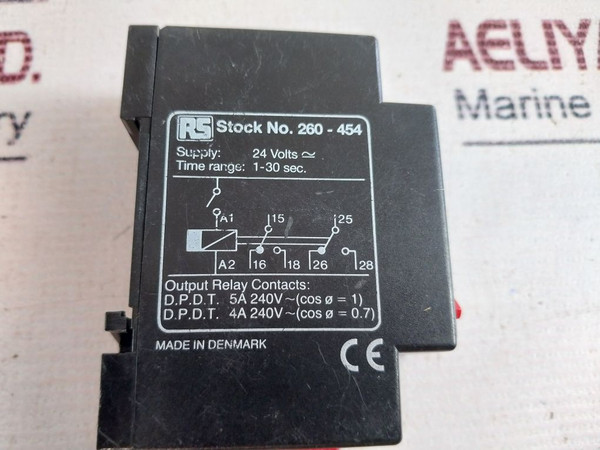 AELIY
Marine
D.
ry
RS Stock No. 260 - 454
Supply: 24 Volts ≃
Time range: 1-30 sec.
A1 15 25
A2 16 18 26 28
Output Relay Contacts:
D.P.D.T. 5A 240V ~ (cos ø = 1)
D.P.D.T. 4A 240V ~ (cos ø = 0.7)
MADE IN DENMARK
CE